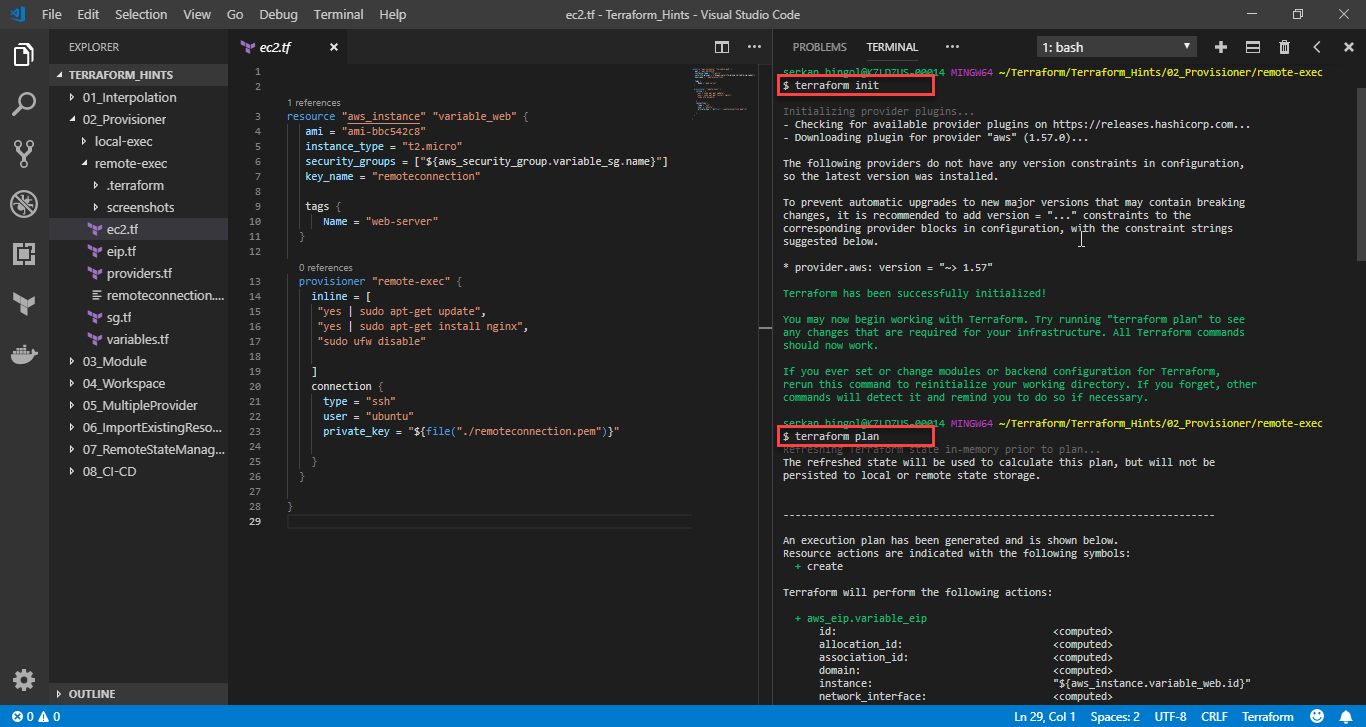 File Edit Selection View Go Debug Terminal Help
ec2.tf - Terraform_Hints - Visual Studio Code
EXPLORER
TERRAFORM_HINTS
01_Interpolation
02_Provisioner
local-exec
remote-exec
.terraform
screenshots
ec2.tf
eip.tf
providers.tf
remoteconnection....
sg.tf
variables.tf
03_Module
04_Workspace
05_MultipleProvider
06_ImportExistingReso...
07_RemoteStateManag...
08_CI-CD
OUTLINE
ec2.tf
1
2
1 references
3 resource "aws_instance" "variable_web" {
4 ami = "ami-bbc542c8"
5 instance_type = "t2.micro"
6 security_groups = ["${aws_security_group.variable_sg.name}"]
7 key_name = "remoteconnection"
8
9 tags {
10 Name = "web-server"
11 }
12
0 references
13 provisioner "remote-exec" {
14 inline = [
15 "yes | sudo apt-get update",
16 "yes | sudo apt-get install nginx",
17 "sudo ufw disable"
18
19 ]
20 connection {
21 type = "ssh"
22 user = "ubuntu"
23 private_key = "${file("./remoteconnection.pem")}"
24
25 }
26 }
27
28 }
29
PROBLEMS TERMINAL ... 1: bash
MINGW64 ~/Terraform/Terraform_Hints/02_Provisioner/remote-exec
$ terraform init
Initializing provider plugins...
- Checking for available provider plugins on https://releases.hashicorp.com...
- Downloading plugin for provider "aws" (1.57.0)...
The following providers do not have any version constraints in configuration,
so the latest version was installed.
To prevent automatic upgrades to new major versions that may contain breaking
changes, it is recommended to add version = "..." constraints to the
corresponding provider blocks in configuration, with the constraint strings
suggested below.
* provider.aws: version = "~> 1.57"
Terraform has been successfully initialized!
You may now begin working with Terraform. Try running "terraform plan" to see
any changes that are required for your infrastructure. All Terraform commands
should now work.
If you ever set or change modules or backend configuration for Terraform,
rerun this command to reinitialize your working directory. If you forget, other
commands will detect it and remind you to do so if necessary.
MINGW64 ~/Terraform/Terraform_Hints/02_Provisioner/remote-exec
$ terraform plan
Refreshing Terraform state in-memory prior to plan...
The refreshed state will be used to calculate this plan, but will not be
persisted to local or remote state storage.
------------------------------------------------------------------------
An execution plan has been generated and is shown below.
Resource actions are indicated with the following symbols:
+ create
Terraform will perform the following actions:
+ aws_eip.variable_eip
id: <computed>
allocation_id: <computed>
association_id: <computed>
domain: <computed>
instance: "${aws_instance.variable_web.id}"
network_interface: <computed>
0 0
Ln 29, Col 1 Spaces: 2 UTF-8 CRLF Terraform